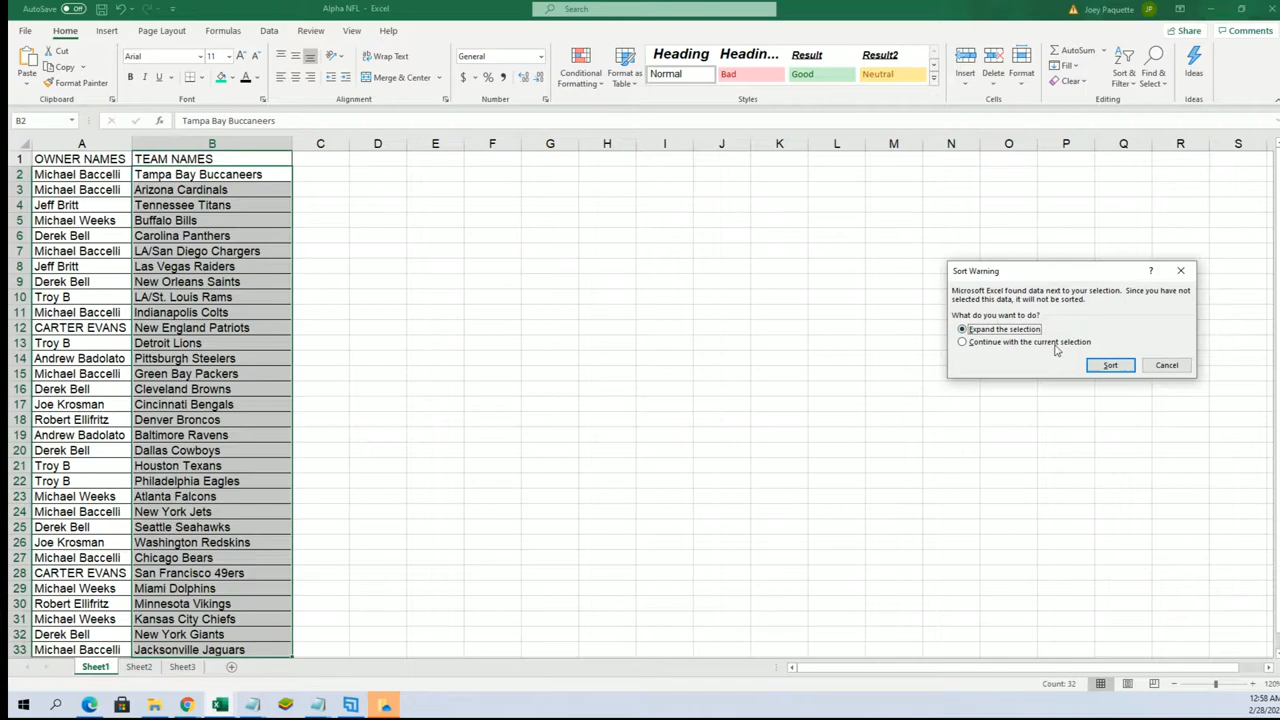 AutoSave Off Alpha NFL - Excel Search Joey Paquette JP
File Home Insert Page Layout Formulas Data Review View Help Share Comments
Paste Cut Copy Format Painter Clipboard
Arial 11 B I U A Font
Wrap Text Merge & Center Alignment
General $ % , Number
Conditional Formatting Format as Table
Heading Headin... Result Result2
Normal Bad Good Neutral
Styles
Insert Delete Format Cells
AutoSum Fill Clear Sort & Filter Find & Select Editing
Ideas Ideas
B2 fx Tampa Bay Buccaneers
A B C D E F G H I J K L M N O P Q R S
1 OWNER NAMES TEAM NAMES
2 Michael Baccelli Tampa Bay Buccaneers
3 Michael Baccelli Arizona Cardinals
4 Jeff Britt Tennessee Titans
5 Michael Weeks Buffalo Bills
6 Derek Bell Carolina Panthers
7 Michael Baccelli LA/San Diego Chargers
8 Jeff Britt Las Vegas Raiders
9 Derek Bell New Orleans Saints
10 Troy B LA/St. Louis Rams
11 Michael Baccelli Indianapolis Colts
12 CARTER EVANS New England Patriots
13 Troy B Detroit Lions
14 Andrew Badolato Pittsburgh Steelers
15 Michael Baccelli Green Bay Packers
16 Derek Bell Cleveland Browns
17 Joe Krosman Cincinnati Bengals
18 Robert Ellifritz Denver Broncos
19 Andrew Badolato Baltimore Ravens
20 Derek Bell Dallas Cowboys
21 Troy B Houston Texans
22 Troy B Philadelphia Eagles
23 Michael Weeks Atlanta Falcons
24 Michael Baccelli New York Jets
25 Derek Bell Seattle Seahawks
26 Joe Krosman Washington Redskins
27 Michael Baccelli Chicago Bears
28 CARTER EVANS San Francisco 49ers
29 Michael Weeks Miami Dolphins
30 Robert Ellifritz Minnesota Vikings
31 Michael Weeks Kansas City Chiefs
32 Derek Bell New York Giants
33 Michael Baccelli Jacksonville Jaguars
Sort Warning ?
Microsoft Excel found data next to your selection. Since you have not
selected this data, it will not be sorted.
What do you want to do?
Expand the selection
Continue with the current selection
Sort Cancel
Sheet1 Sheet2 Sheet3
Count: 32 120%
12:58 AM
2/28/202